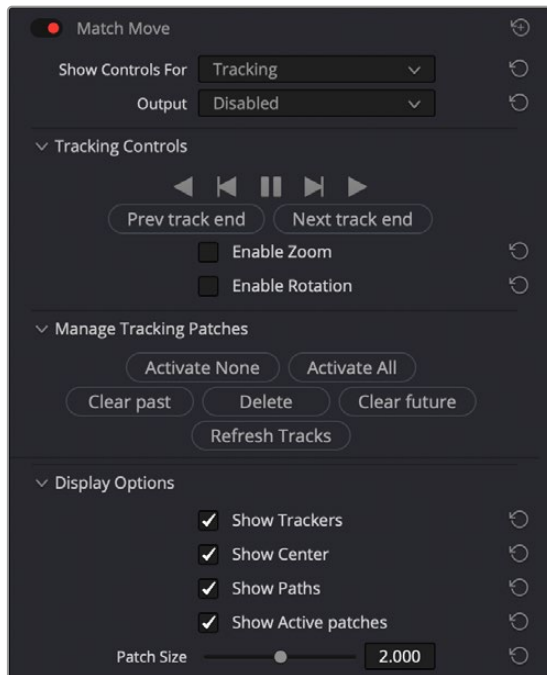 Match Move
Show Controls For Tracking
Output Disabled
Tracking Controls
Prev track end Next track end
Enable Zoom
Enable Rotation
Manage Tracking Patches
Activate None Activate All
Clear past Delete Clear future
Refresh Tracks
Display Options
Show Trackers
Show Center
Show Paths
Show Active patches
Patch Size 2.000